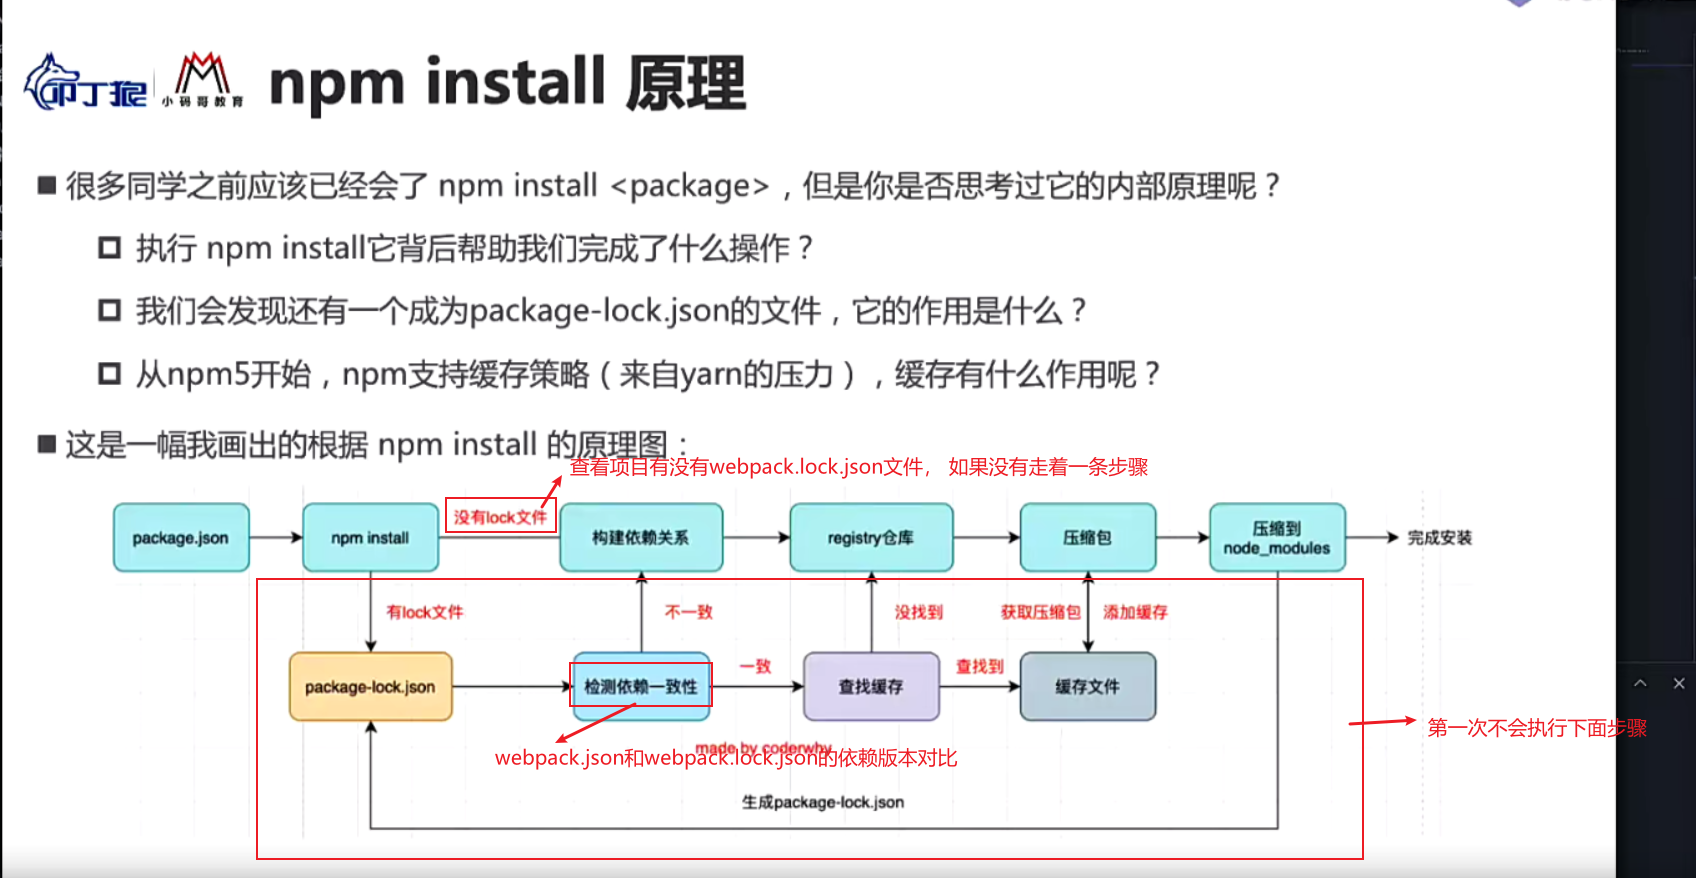 卯丁狼 小码哥教育 npm install 原理
很多同学之前应该已经会了 npm install <package>，但是你是否思考过它的内部原理呢？
执行 npm install它背后帮助我们完成了什么操作？
我们会发现还有一个成为package-lock.json的文件，它的作用是什么？
从npm5开始，npm支持缓存策略（来自yarn的压力），缓存有什么作用呢？
这是一幅我画出的根据 npm install 的原理图：
查看项目有没有webpack.lock.json文件， 如果没有走着一条步骤
package.json
npm install
没有lock文件
构建依赖关系
registry仓库
压缩包
压缩到
node_modules
完成安装
有lock文件
不一致
没找到
获取压缩包
添加缓存
package-lock.json
检测依赖一致性
一致
查找缓存
查找到
缓存文件
第一次不会执行下面步骤
made by coderwhy
webpack.json和webpack.lock.json的依赖版本对比
生成package-lock.json